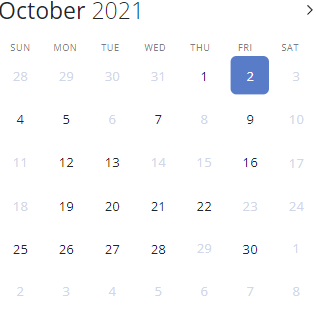 October 2021
SUN MON TUE WED THU FRI SAT
28 29 30 31 1 2 3
4 5 6 7 8 9 10
11 12 13 14 15 16 17
18 19 20 21 22 23 24
25 26 27 28 29 30 1
2 3 4 5 6 7 8